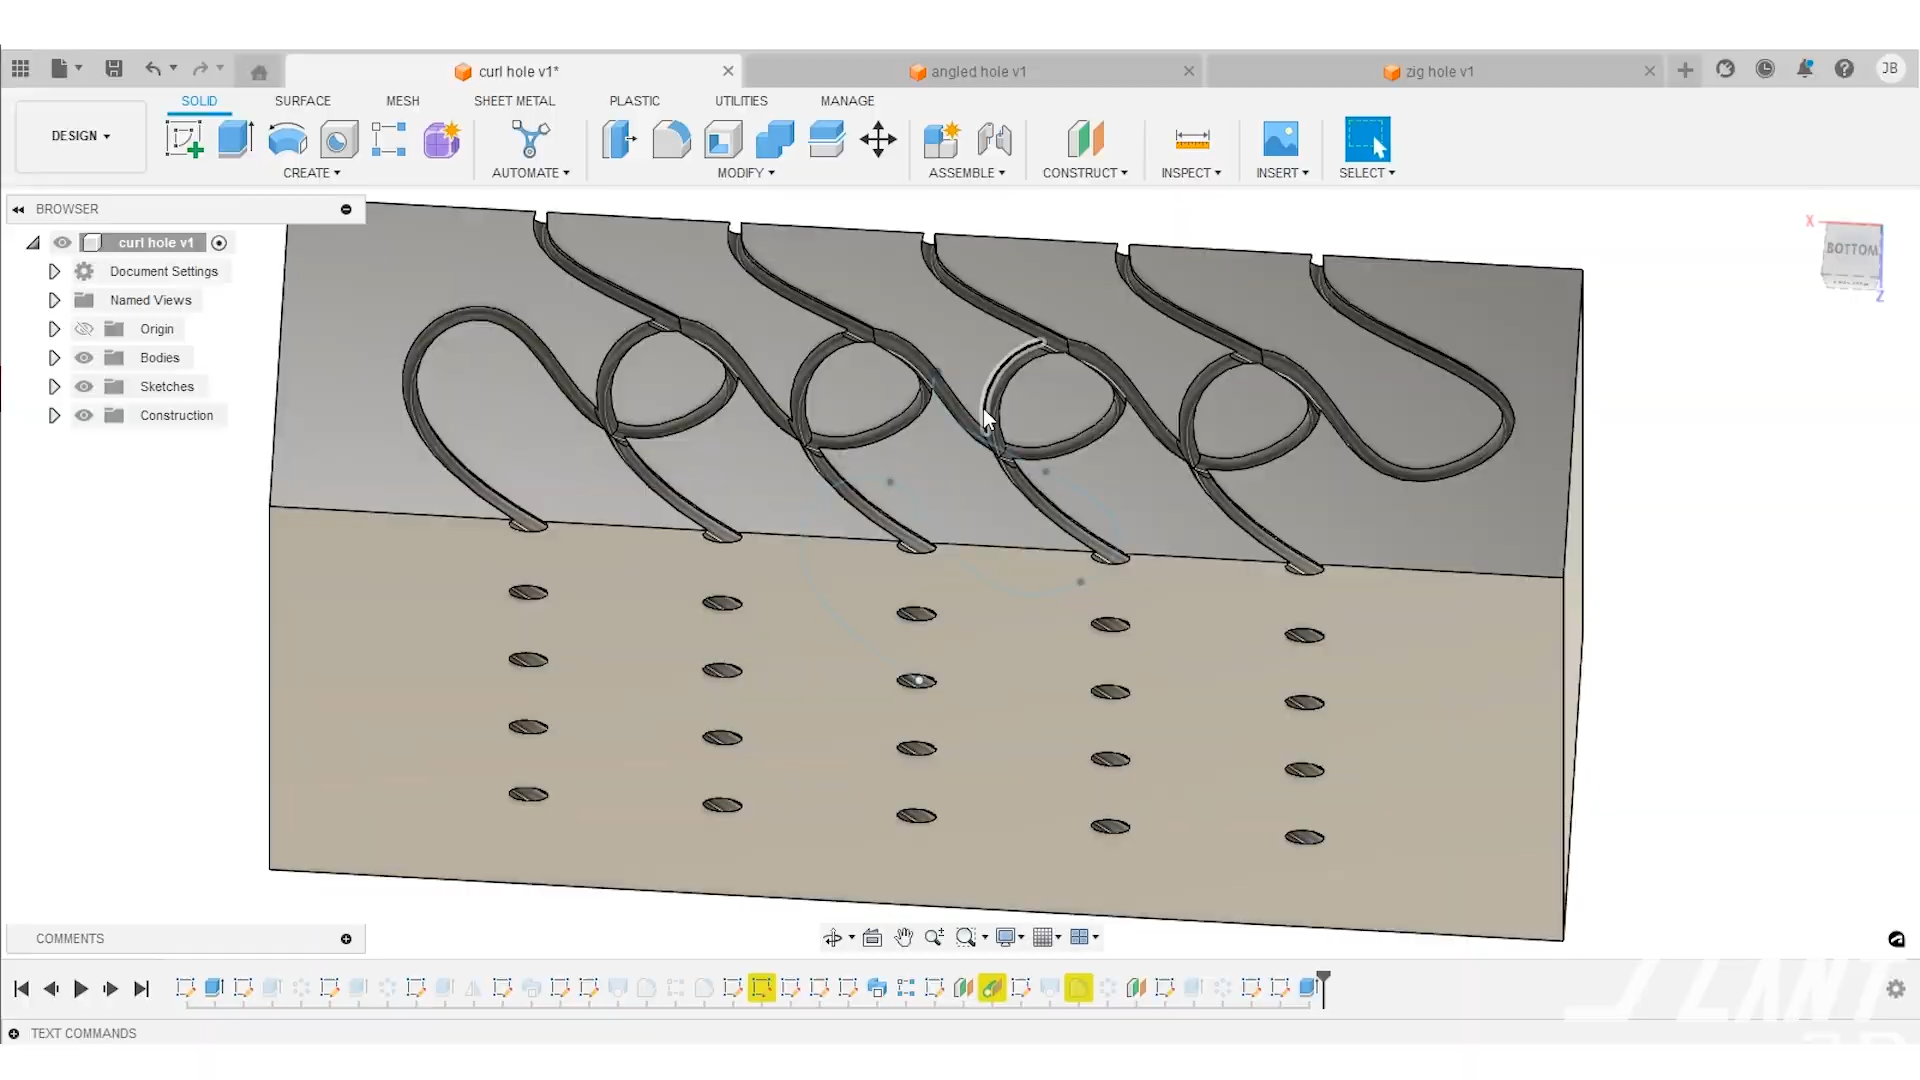 curl hole v1*
angled hole v1
zig hole v1
JB
DESIGN
SOLID
SURFACE
MESH
SHEET METAL
PLASTIC
UTILITIES
MANAGE
CREATE
AUTOMATE
MODIFY
ASSEMBLE
CONSTRUCT
INSPECT
INSERT
SELECT
BROWSER
curl hole v1
Document Settings
Named Views
Origin
Bodies
Sketches
Construction
X
BOTTOM
Z
COMMENTS
TEXT COMMANDS